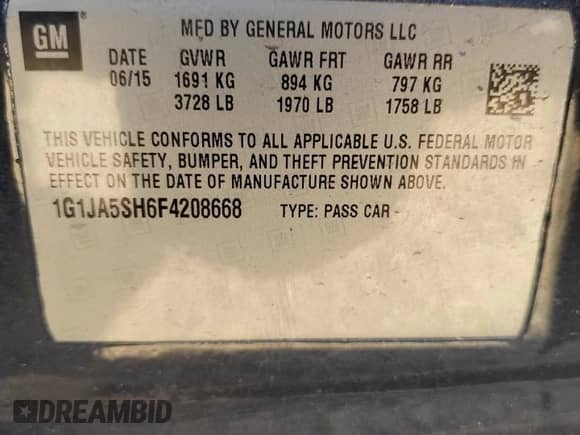 GM
MFD BY GENERAL MOTORS LLC
DATE GVWR GAWR FRT GAWR RR
06/15 1691 KG 894 KG 797 KG
3728 LB 1970 LB 1758 LB
THIS VEHICLE CONFORMS TO ALL APPLICABLE U.S. FEDERAL MOTOR
VEHICLE SAFETY, BUMPER, AND THEFT PREVENTION STANDARDS IN
EFFECT ON THE DATE OF MANUFACTURE SHOWN ABOVE.
1G1JA5SH6F4208668 TYPE: PASS CAR
DREAMBID